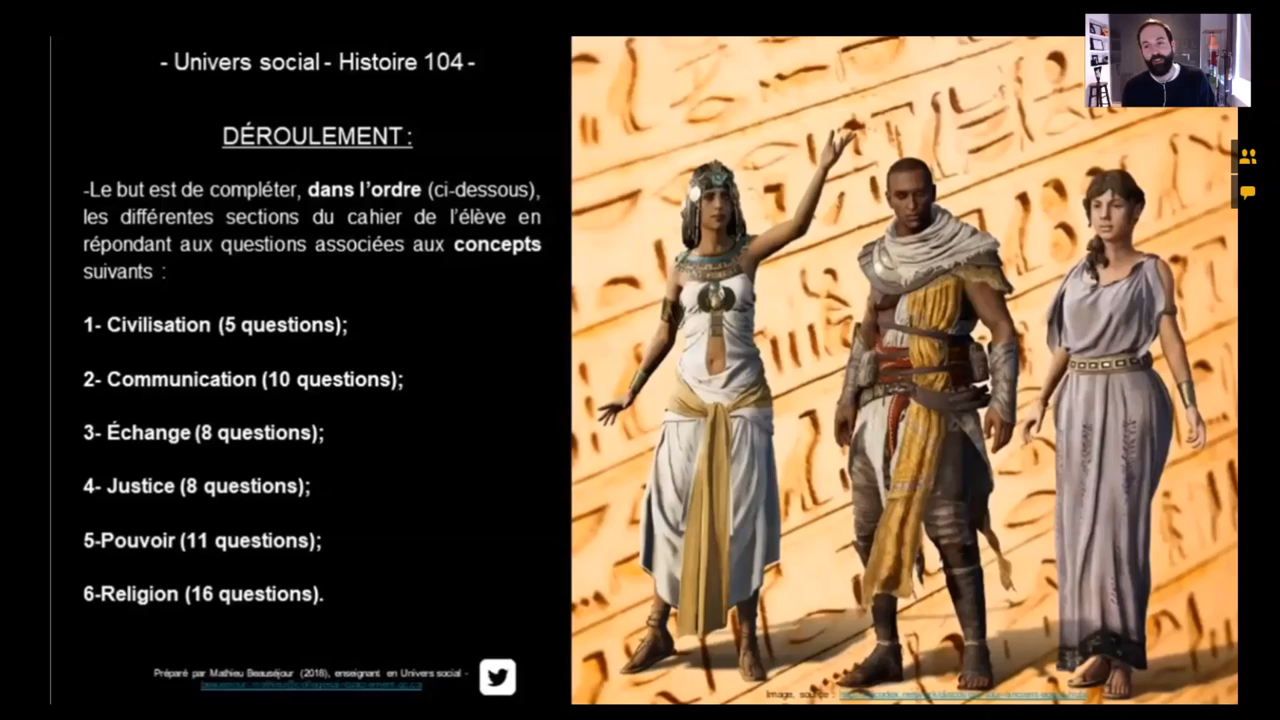 - Univers social - Histoire 104 -
DÉROULEMENT :
-Le but est de compléter, dans l'ordre (ci-dessous),
les différentes sections du cahier de l'élève en
répondant aux questions associées aux concepts
suivants :
1- Civilisation (5 questions);
2- Communication (10 questions);
3- Échange (8 questions);
4- Justice (8 questions);
5-Pouvoir (11 questions);
6-Religion (16 questions).
Préparé par Mathieu Beauséjour (2018), enseignant en Univers social -
Image, source :